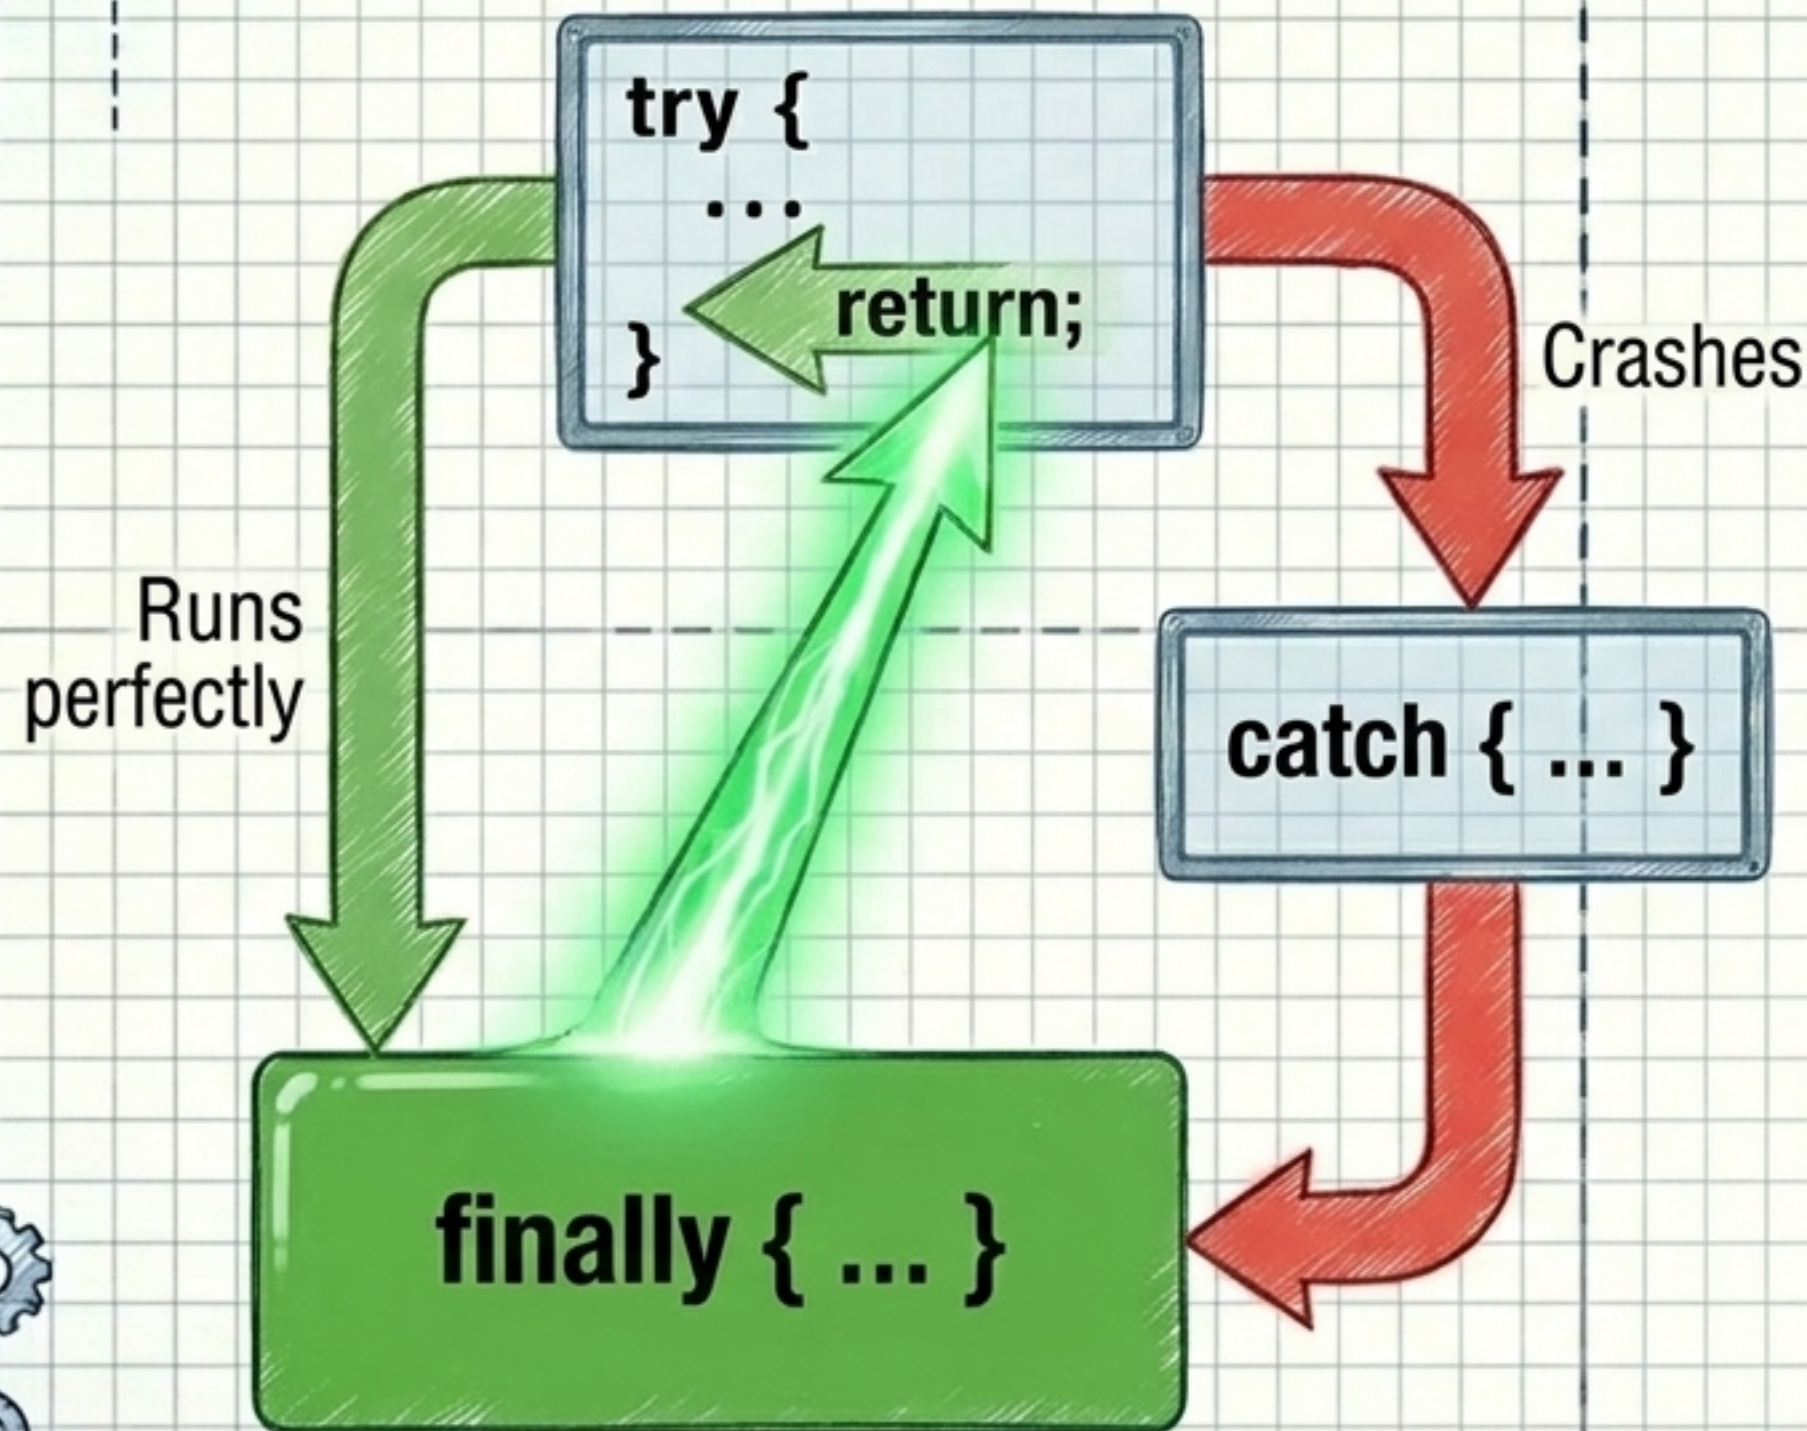 try {
...
return;
}
Crashes
Runs
perfectly
catch { ... }
finally { ... }